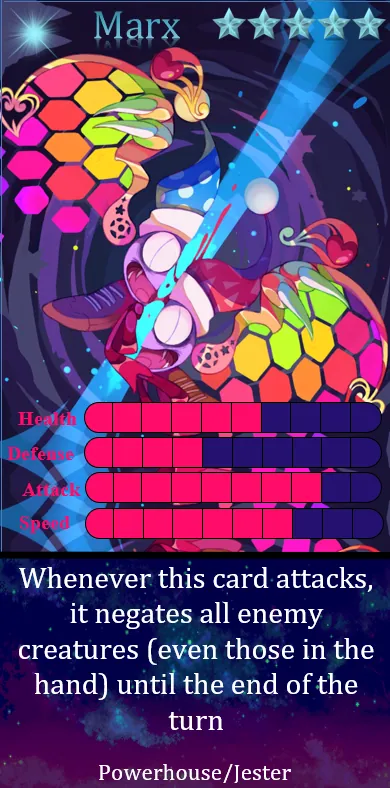 Marx
Health
Defense
Attack
Speed
Whenever this card attacks,
it negates all enemy
creatures (even those in the
hand) until the end of the
turn
Powerhouse/Jester